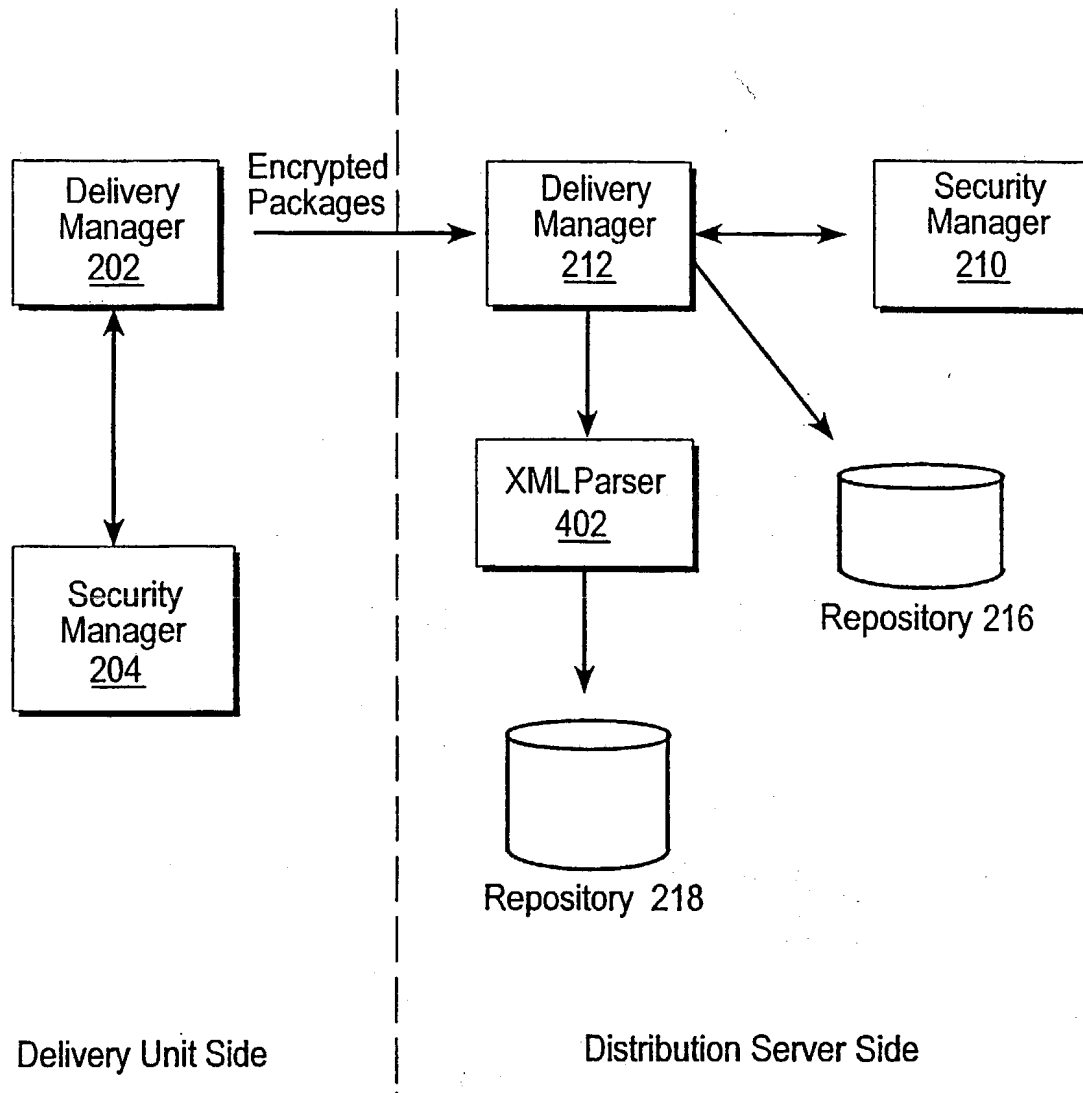 Delivery
Manager
202
Encrypted
Packages
Delivery
Manager
212
Security
Manager
210
XML Parser
402
Security
Manager
204
Repository 216
Repository 218
Delivery Unit Side
Distribution Server Side